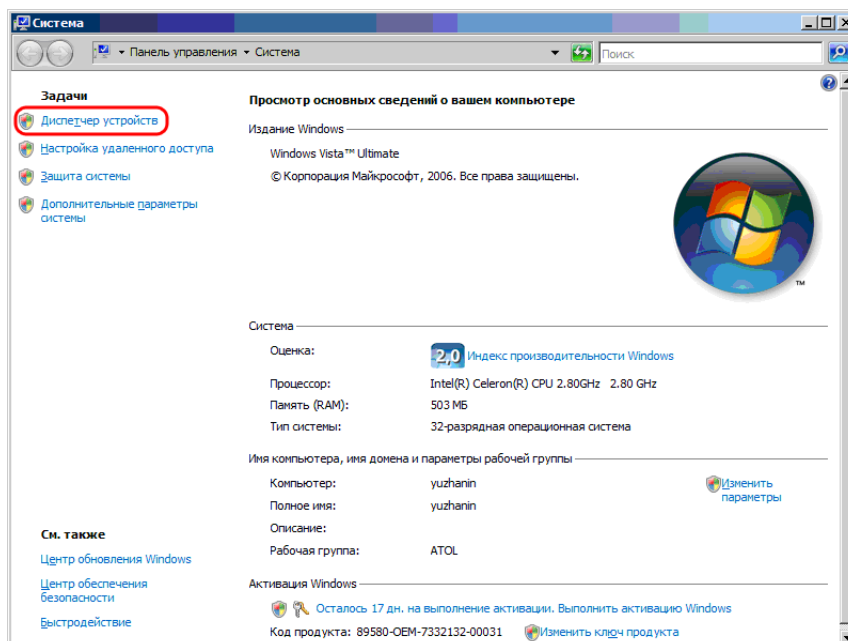 Система
Панель управления Система
Поиск
Задачи
Диспетчер устройств
Настройка удаленного доступа
Защита системы
Дополнительные параметры
системы
Просмотр основных сведений о вашем компьютере
Издание Windows
Windows Vista™ Ultimate
© Корпорация Майкрософт, 2006. Все права защищены.
TM
Система
Оценка: 2,0 Индекс производительности Windows
Процессор: Intel(R) Celeron(R) CPU 2.80GHz 2.80 GHz
Память (RAM): 503 МБ
Тип системы: 32-разрядная операционная система
Имя компьютера, имя домена и параметры рабочей группы
Компьютер: yuzhanin
Изменить
параметры
Полное имя: yuzhanin
Описание:
Рабочая группа: ATOL
См. также
Центр обновления Windows
Центр обеспечения
безопасности
Быстродействие
Активация Windows
Осталось 17 дн. на выполнение активации. Выполнить активацию Windows
Код продукта: 89580-OEM-7332132-00031 Изменить ключ продукта